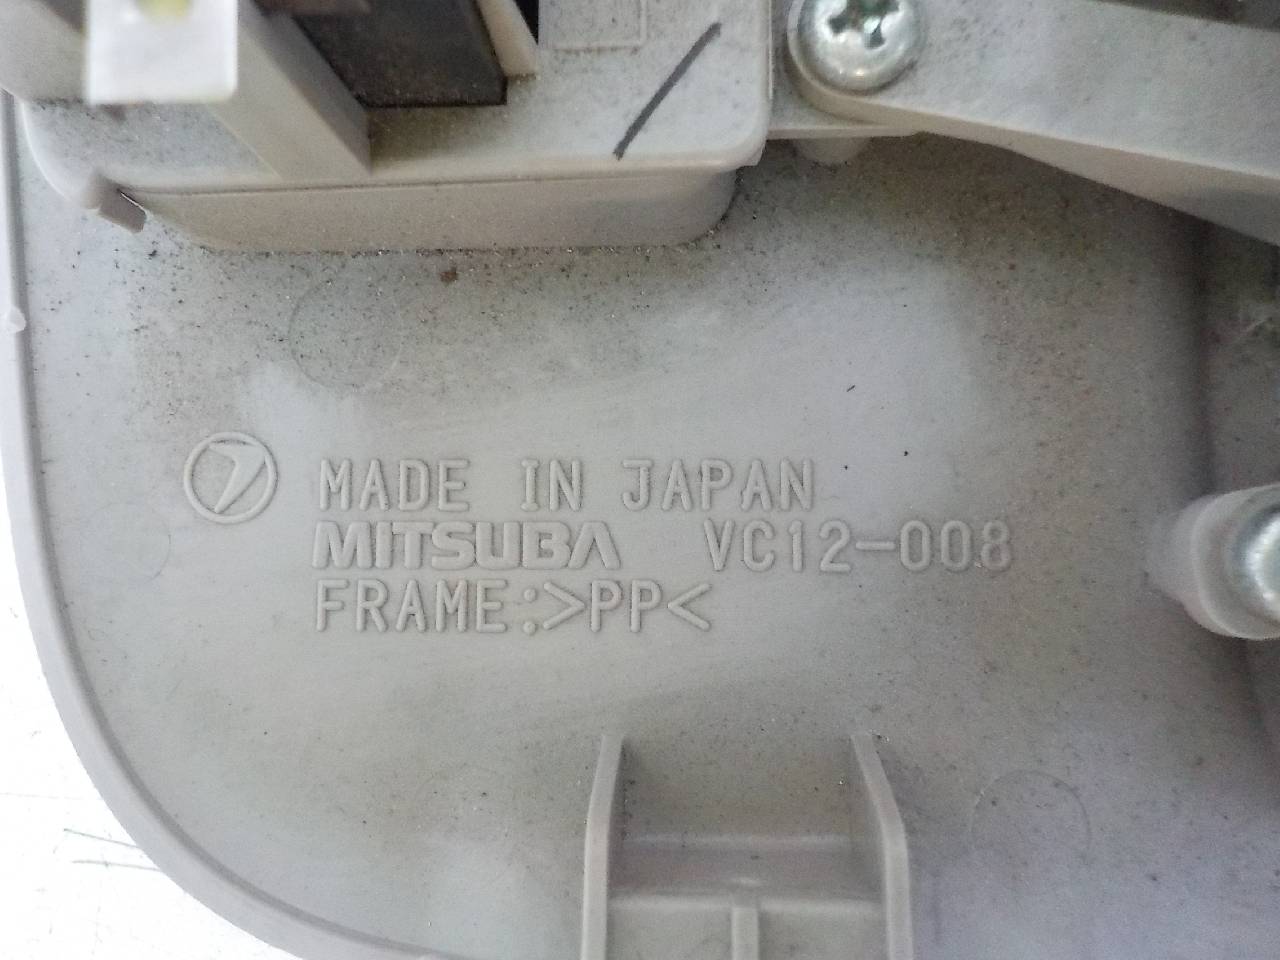 MADE IN JAPAN
MITSUBA VC12-008
FRAME:>PP<